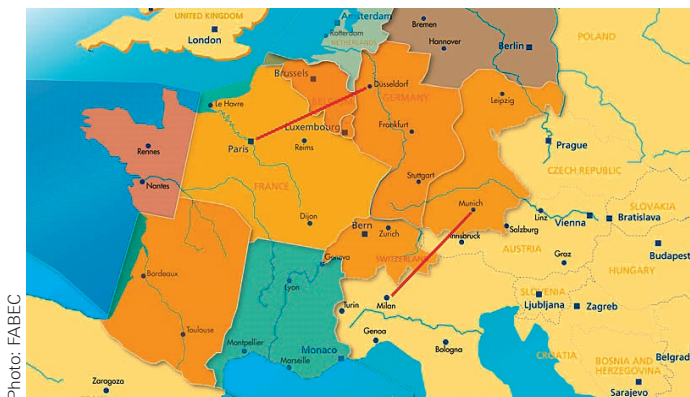 UNITED KINGDOM
London
Amsterdam
Rotterdam
NETHERLANDS
Bremen
Hannover
Berlin
POLAND
Brussels
BELGIUM
Düsseldorf
GERMANY
Leipzig
Le Havre
Luxembourg
Frankfurt
Prague
CZECH REPUBLIC
Rennes
Paris
Reims
Nantes
FRANCE
Stuttgart
Munich
Linz
Vienna
Bratislava
SLOVAKIA
Dijon
Bern
Zurich
Innsbruck
Salzburg
AUSTRIA
Graz
Budapest
HUNGARY
Geneva
SWITZERLAND
Bordeaux
Lyon
Turin
Milan
SLOVENIA
Ljubljana
Zagreb
Toulouse
Montpellier
Marseille
Monaco
Genoa
Bologna
CROATIA
BOSNIA AND
HERZEGOVINA
Belgrad
Sarajevo
Zaragoza
Photo: FABEC